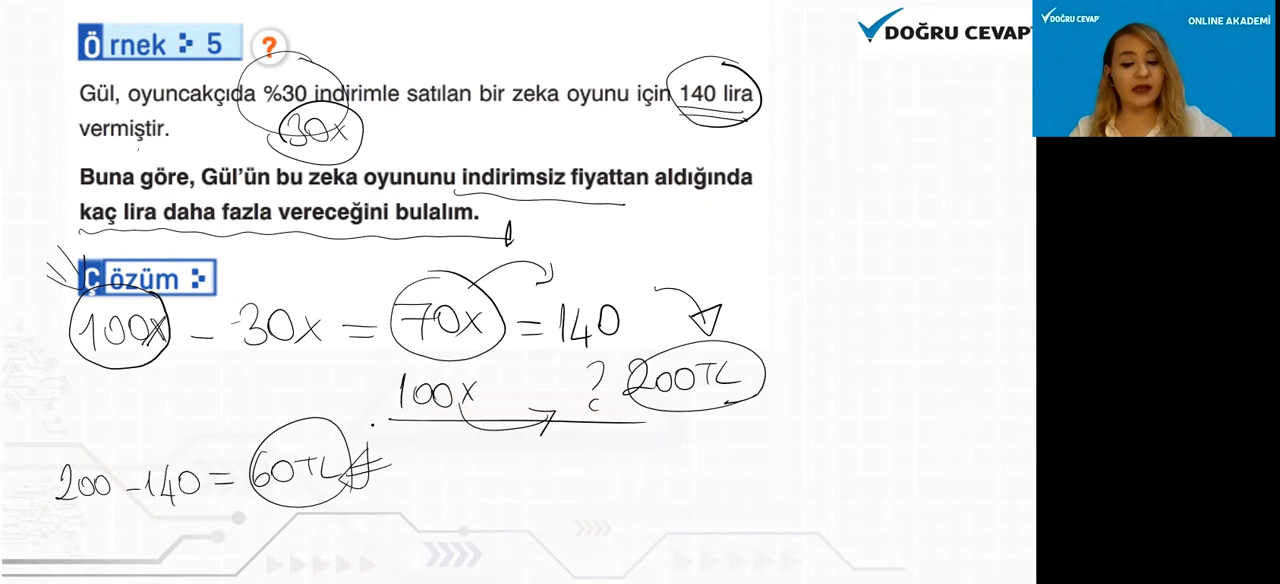 Örnek 5 ?
DOĞRU CEVAP
DOĞRU CEVAP
ONLINE AKADEMİ
Gül, oyuncakçıda %30 indirimle satılan bir zeka oyunu için 140 lira
vermiştir.
30x
Buna göre, Gül'ün bu zeka oyununu indirimsiz fiyattan aldığında
kaç lira daha fazla vereceğini bulalım.
Çözüm
100x - 30x = 70x = 140
100x ? 200TL
200 - 140 = 60TL